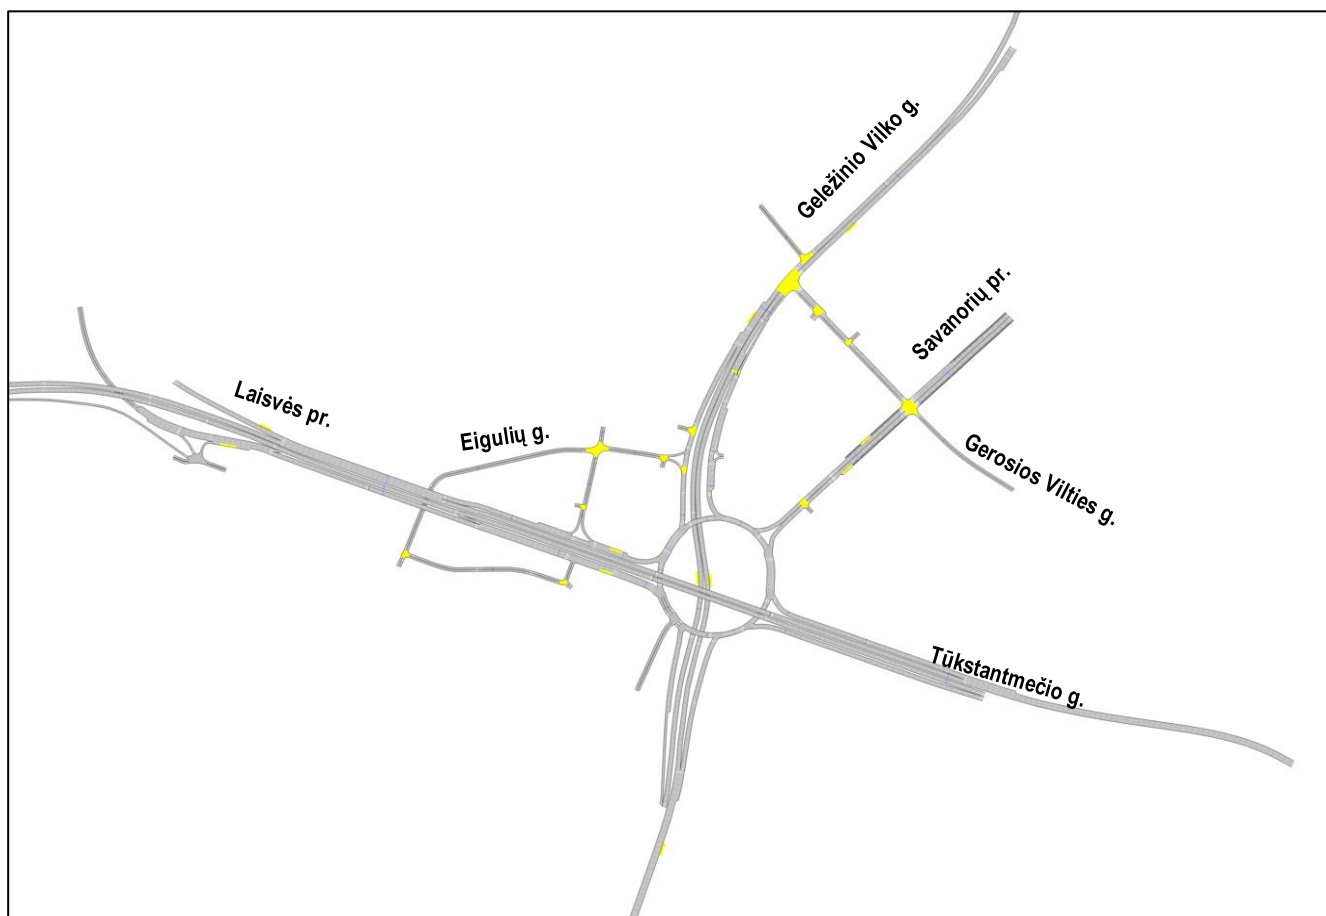 Geležinio Vilko g.
Savanorių pr.
Laisvės pr.
Eigulių g.
Gerosios Vilties g.
Tūkstantmečio g.